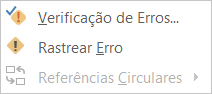 Verificação de Erros...
Rastrear Erro
Referências Circulares